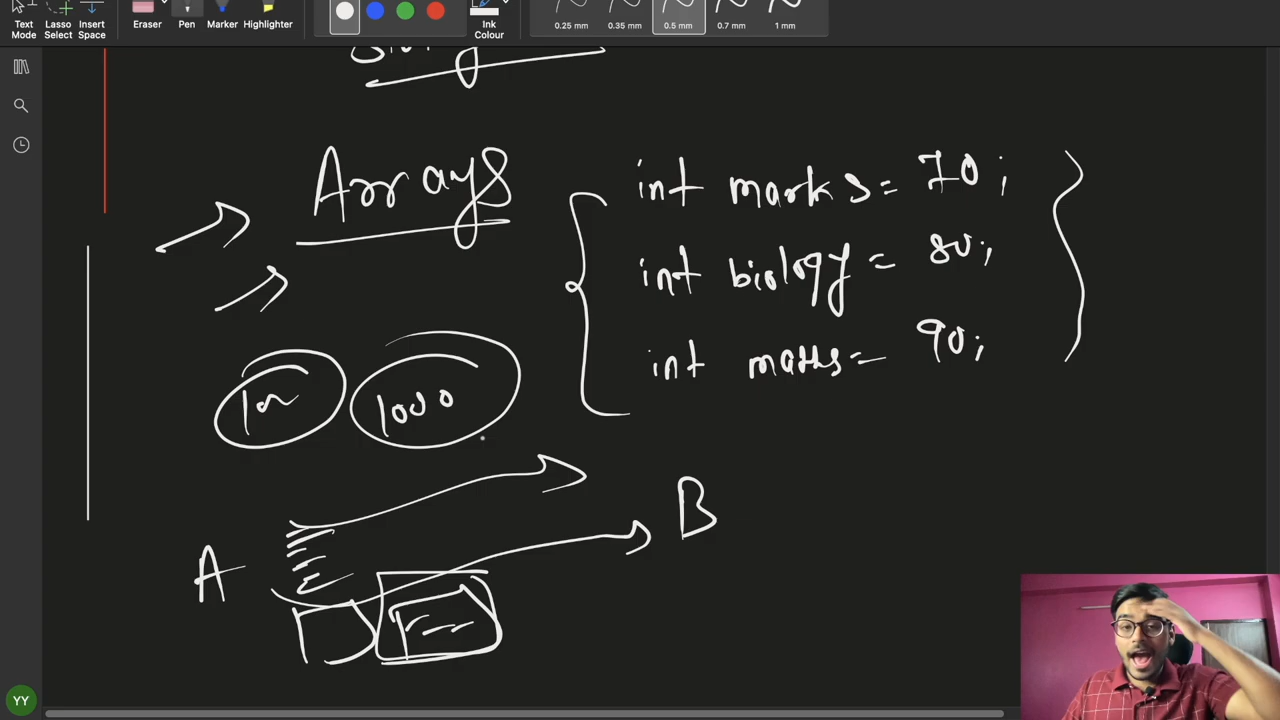 Text Mode
Lasso Select
Insert Space
Eraser
Pen
Marker
Highlighter
Ink Colour
0.25 mm
0.35 mm
0.5 mm
0.7 mm
1 mm
Arrays
int marks = 70;
int biology = 80;
int maths = 90;
1000
A
B
YY